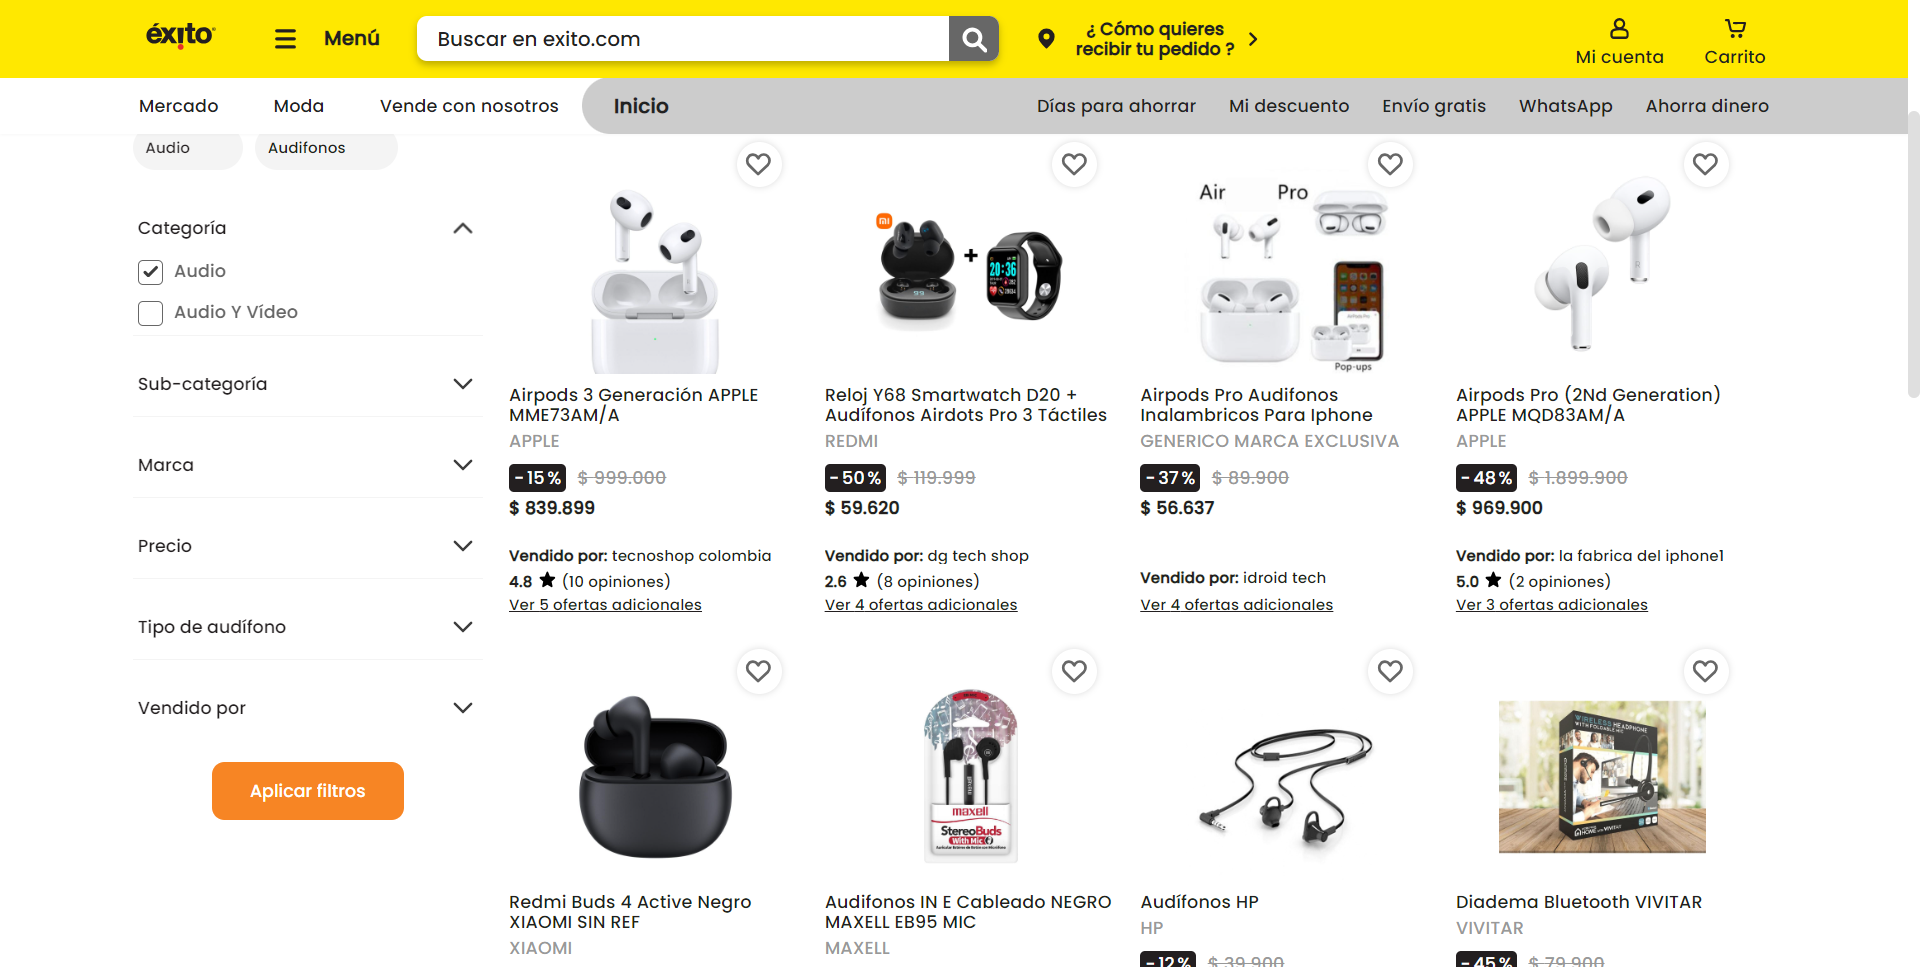 éxito
Menú
Buscar en exito.com
¿ Cómo quieres
recibir tu pedido ?
Mi cuenta
Carrito
Mercado
Moda
Vende con nosotros
Inicio
Días para ahorrar
Mi descuento
Envío gratis
WhatsApp
Ahorra dinero
Audio
Audifonos
Categoría
Audio
Audio Y Vídeo
Sub-categoría
Marca
Precio
Tipo de audífono
Vendido por
Aplicar filtros
Airpods 3 Generación APPLE
MME73AM/A
APPLE
-15% $ 999.000
$ 839.899
Vendido por: tecnoshop colombia
4.8 ★ (10 opiniones)
Ver 5 ofertas adicionales
mi
+
20:36
Reloj Y68 Smartwatch D20 +
Audífonos Airdots Pro 3 Táctiles
REDMI
-50% $ 119.999
$ 59.620
Vendido por: dg tech shop
2.6 ★ (8 opiniones)
Ver 4 ofertas adicionales
Air Pro
Pop-ups
Airpods Pro Audifonos
Inalambricos Para Iphone
GENERICO MARCA EXCLUSIVA
-37% $ 89.900
$ 56.637
Vendido por: idroid tech
Ver 4 ofertas adicionales
Airpods Pro (2Nd Generation)
APPLE MQD83AM/A
APPLE
-48% $ 1.899.900
$ 969.900
Vendido por: la fabrica del iphone1
5.0 ★ (2 opiniones)
Ver 3 ofertas adicionales
Redmi Buds 4 Active Negro
XIAOMI SIN REF
XIAOMI
maxell
StereoBuds
With Mic
Audifonos IN E Cableado NEGRO
MAXELL EB95 MIC
MAXELL
Audífonos HP
HP
-12% $ 39.900
WIRELESS HEADPHONE
WITH FOLDABLE MIC
Diadema Bluetooth VIVITAR
VIVITAR
-45% $ 79.900